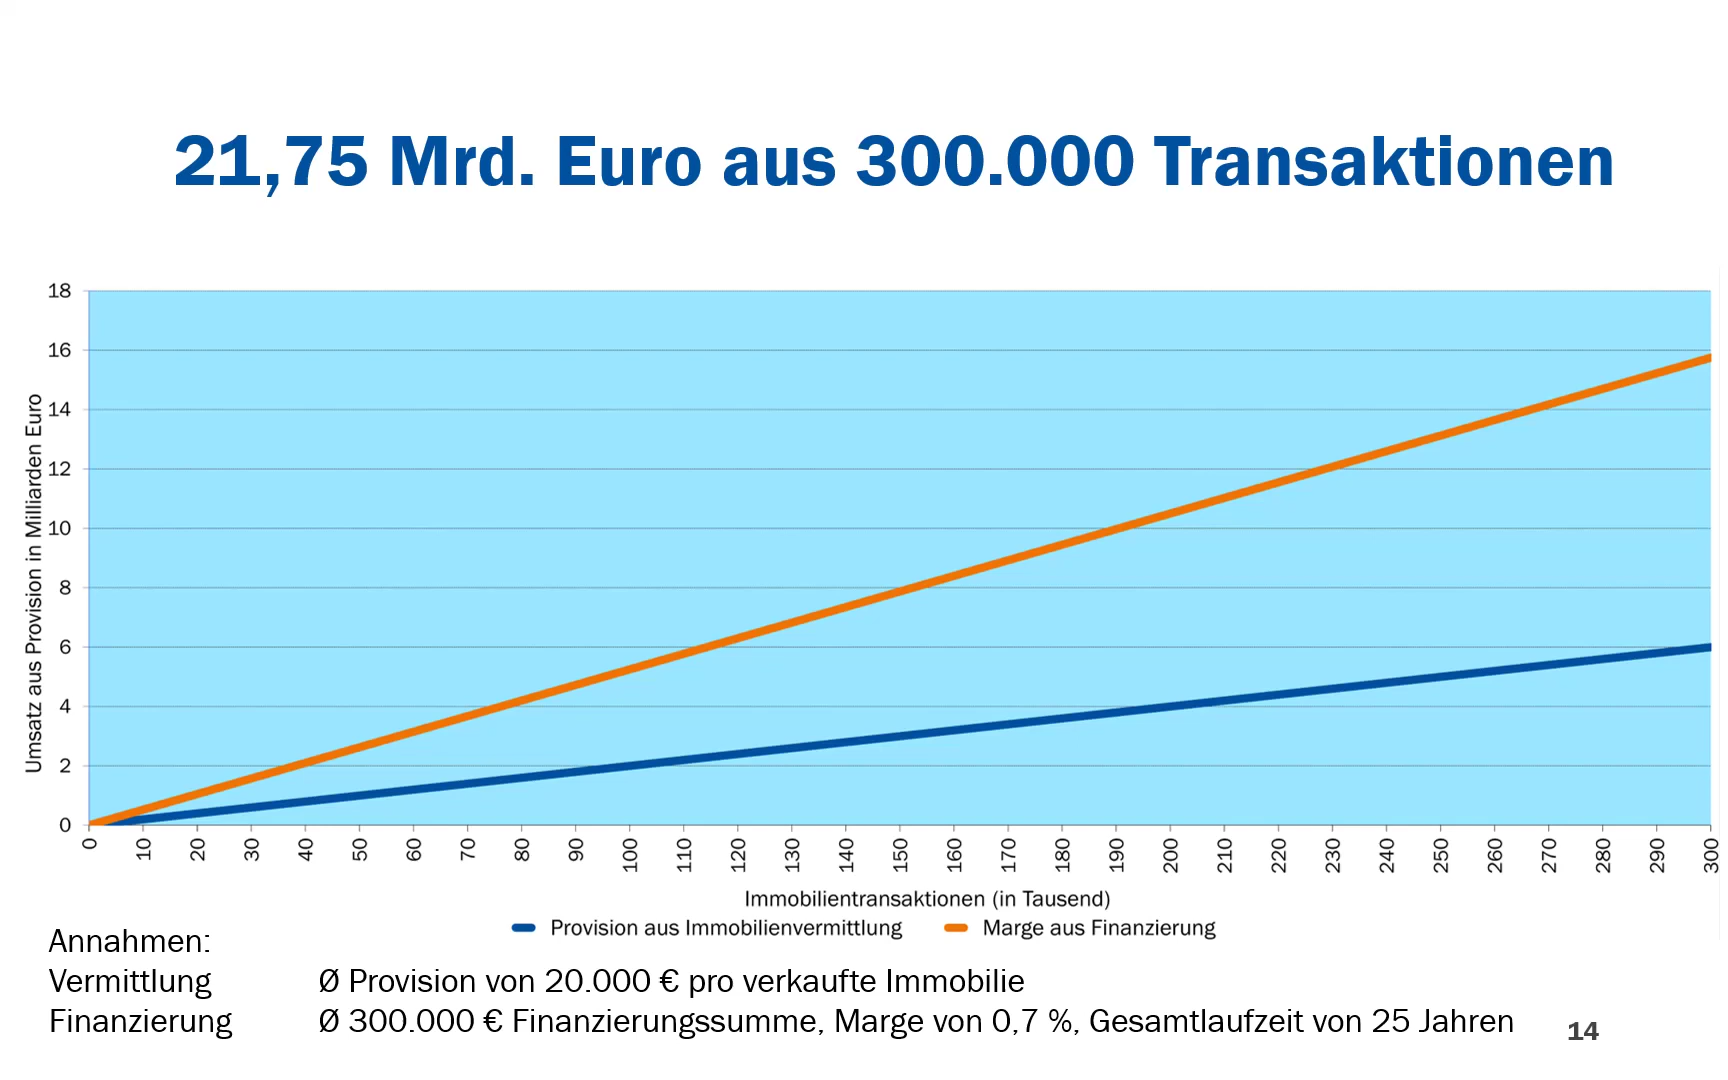 21,75 Mrd. Euro aus 300.000 Transaktionen
Umsatz aus Provision in Milliarden Euro
18
16
14
12
10
8
6
4
2
0
0 10 20 30 40 50 60 70 80 90 100 110 120 130 140 150 160 170 180 190 200 210 220 230 240 250 260 270 280 290 300
Immobilientransaktionen (in Tausend)
Provision aus Immobilienvermittlung Marge aus Finanzierung
Annahmen:
Vermittlung Ø Provision von 20.000 € pro verkaufte Immobilie
Finanzierung Ø 300.000 € Finanzierungssumme, Marge von 0,7 %, Gesamtlaufzeit von 25 Jahren
14